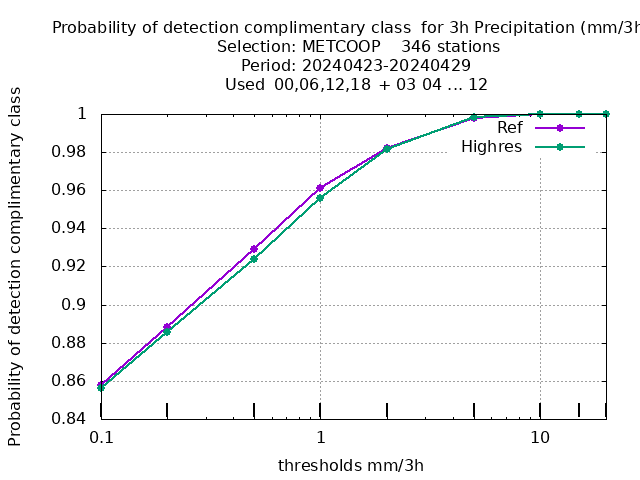 Probability of detection complimentary class  for 3h Precipitation (mm/3h
Selection: METCOOP    346 stations
Period: 20240423-20240429
Used  00,06,12,18  + 03 04 ... 12
Probability of detection complimentary class
1
0.98
0.96
0.94
0.92
0.9
0.88
0.86
0.84
Ref
Highres
0.1
1
10
thresholds mm/3h